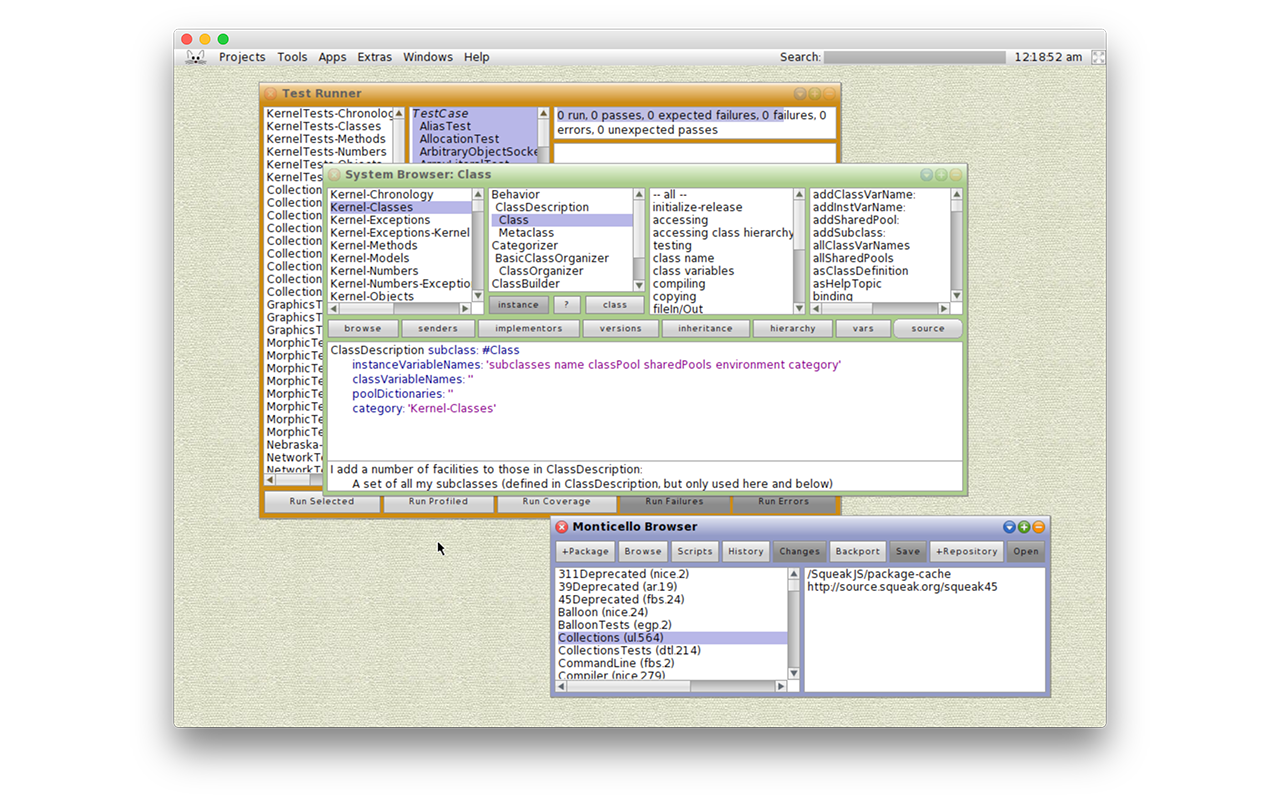 Projects Tools Apps Extras Windows Help Search: 12:18:52 am
Test Runner
KernelTests-Chronolog
KernelTests-Classes
KernelTests-Methods
KernelTests-Numbers
KernelTests-Objects
KernelTes
Collection
Collection
Collection
Collection
Collection
Collection
Collection
Collection
Collection
GraphicsT
GraphicsT
GraphicsT
MorphicTe
MorphicTe
MorphicTe
MorphicTe
MorphicTe
MorphicTe
MorphicTe
MorphicTe
Nebraska-
NetworkTe
NetworkTe
TestCase
AliasTest
AllocationTest
ArbitraryObjectSocke
ArrayLiteralTest
0 run, 0 passes, 0 expected failures, 0 failures, 0
errors, 0 unexpected passes
Run Selected Run Profiled Run Coverage Run Failures Run Errors
System Browser: Class
Kernel-Chronology
Kernel-Classes
Kernel-Exceptions
Kernel-Exceptions-Kernel
Kernel-Methods
Kernel-Models
Kernel-Numbers
Kernel-Numbers-Exceptio
Kernel-Objects
Behavior
ClassDescription
Class
Metaclass
Categorizer
BasicClassOrganizer
ClassOrganizer
ClassBuilder
instance ? class
-- all --
initialize-release
accessing
accessing class hierarchy
testing
class name
class variables
compiling
copying
fileIn/Out
addClassVarName:
addInstVarName:
addSharedPool:
addSubclass:
allClassVarNames
allSharedPools
asClassDefinition
asHelpTopic
binding
browse senders implementors versions inheritance hierarchy vars source
ClassDescription subclass: #Class
instanceVariableNames: 'subclasses name classPool sharedPools environment category'
classVariableNames: ''
poolDictionaries: ''
category: 'Kernel-Classes'
I add a number of facilities to those in ClassDescription:
A set of all my subclasses (defined in ClassDescription, but only used here and below)
Monticello Browser
+Package Browse Scripts History Changes Backport Save +Repository Open
311Deprecated (nice.2)
39Deprecated (ar.19)
45Deprecated (fbs.24)
Balloon (nice.24)
BalloonTests (egp.2)
Collections (ul.564)
CollectionsTests (dtl.214)
CommandLine (fbs.2)
Compiler (nice.279)
/SqueakJS/package-cache
http://source.squeak.org/squeak45